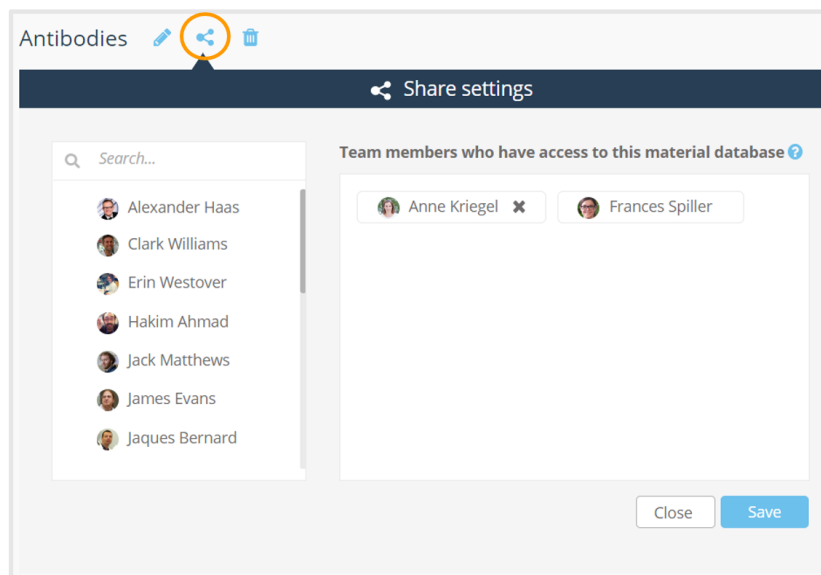 Antibodies
Share settings
Search...
Team members who have access to this material database ?
Alexander Haas
Clark Williams
Erin Westover
Hakim Ahmad
Jack Matthews
James Evans
Jaques Bernard
Anne Kriegel ✖
Frances Spiller
Close
Save